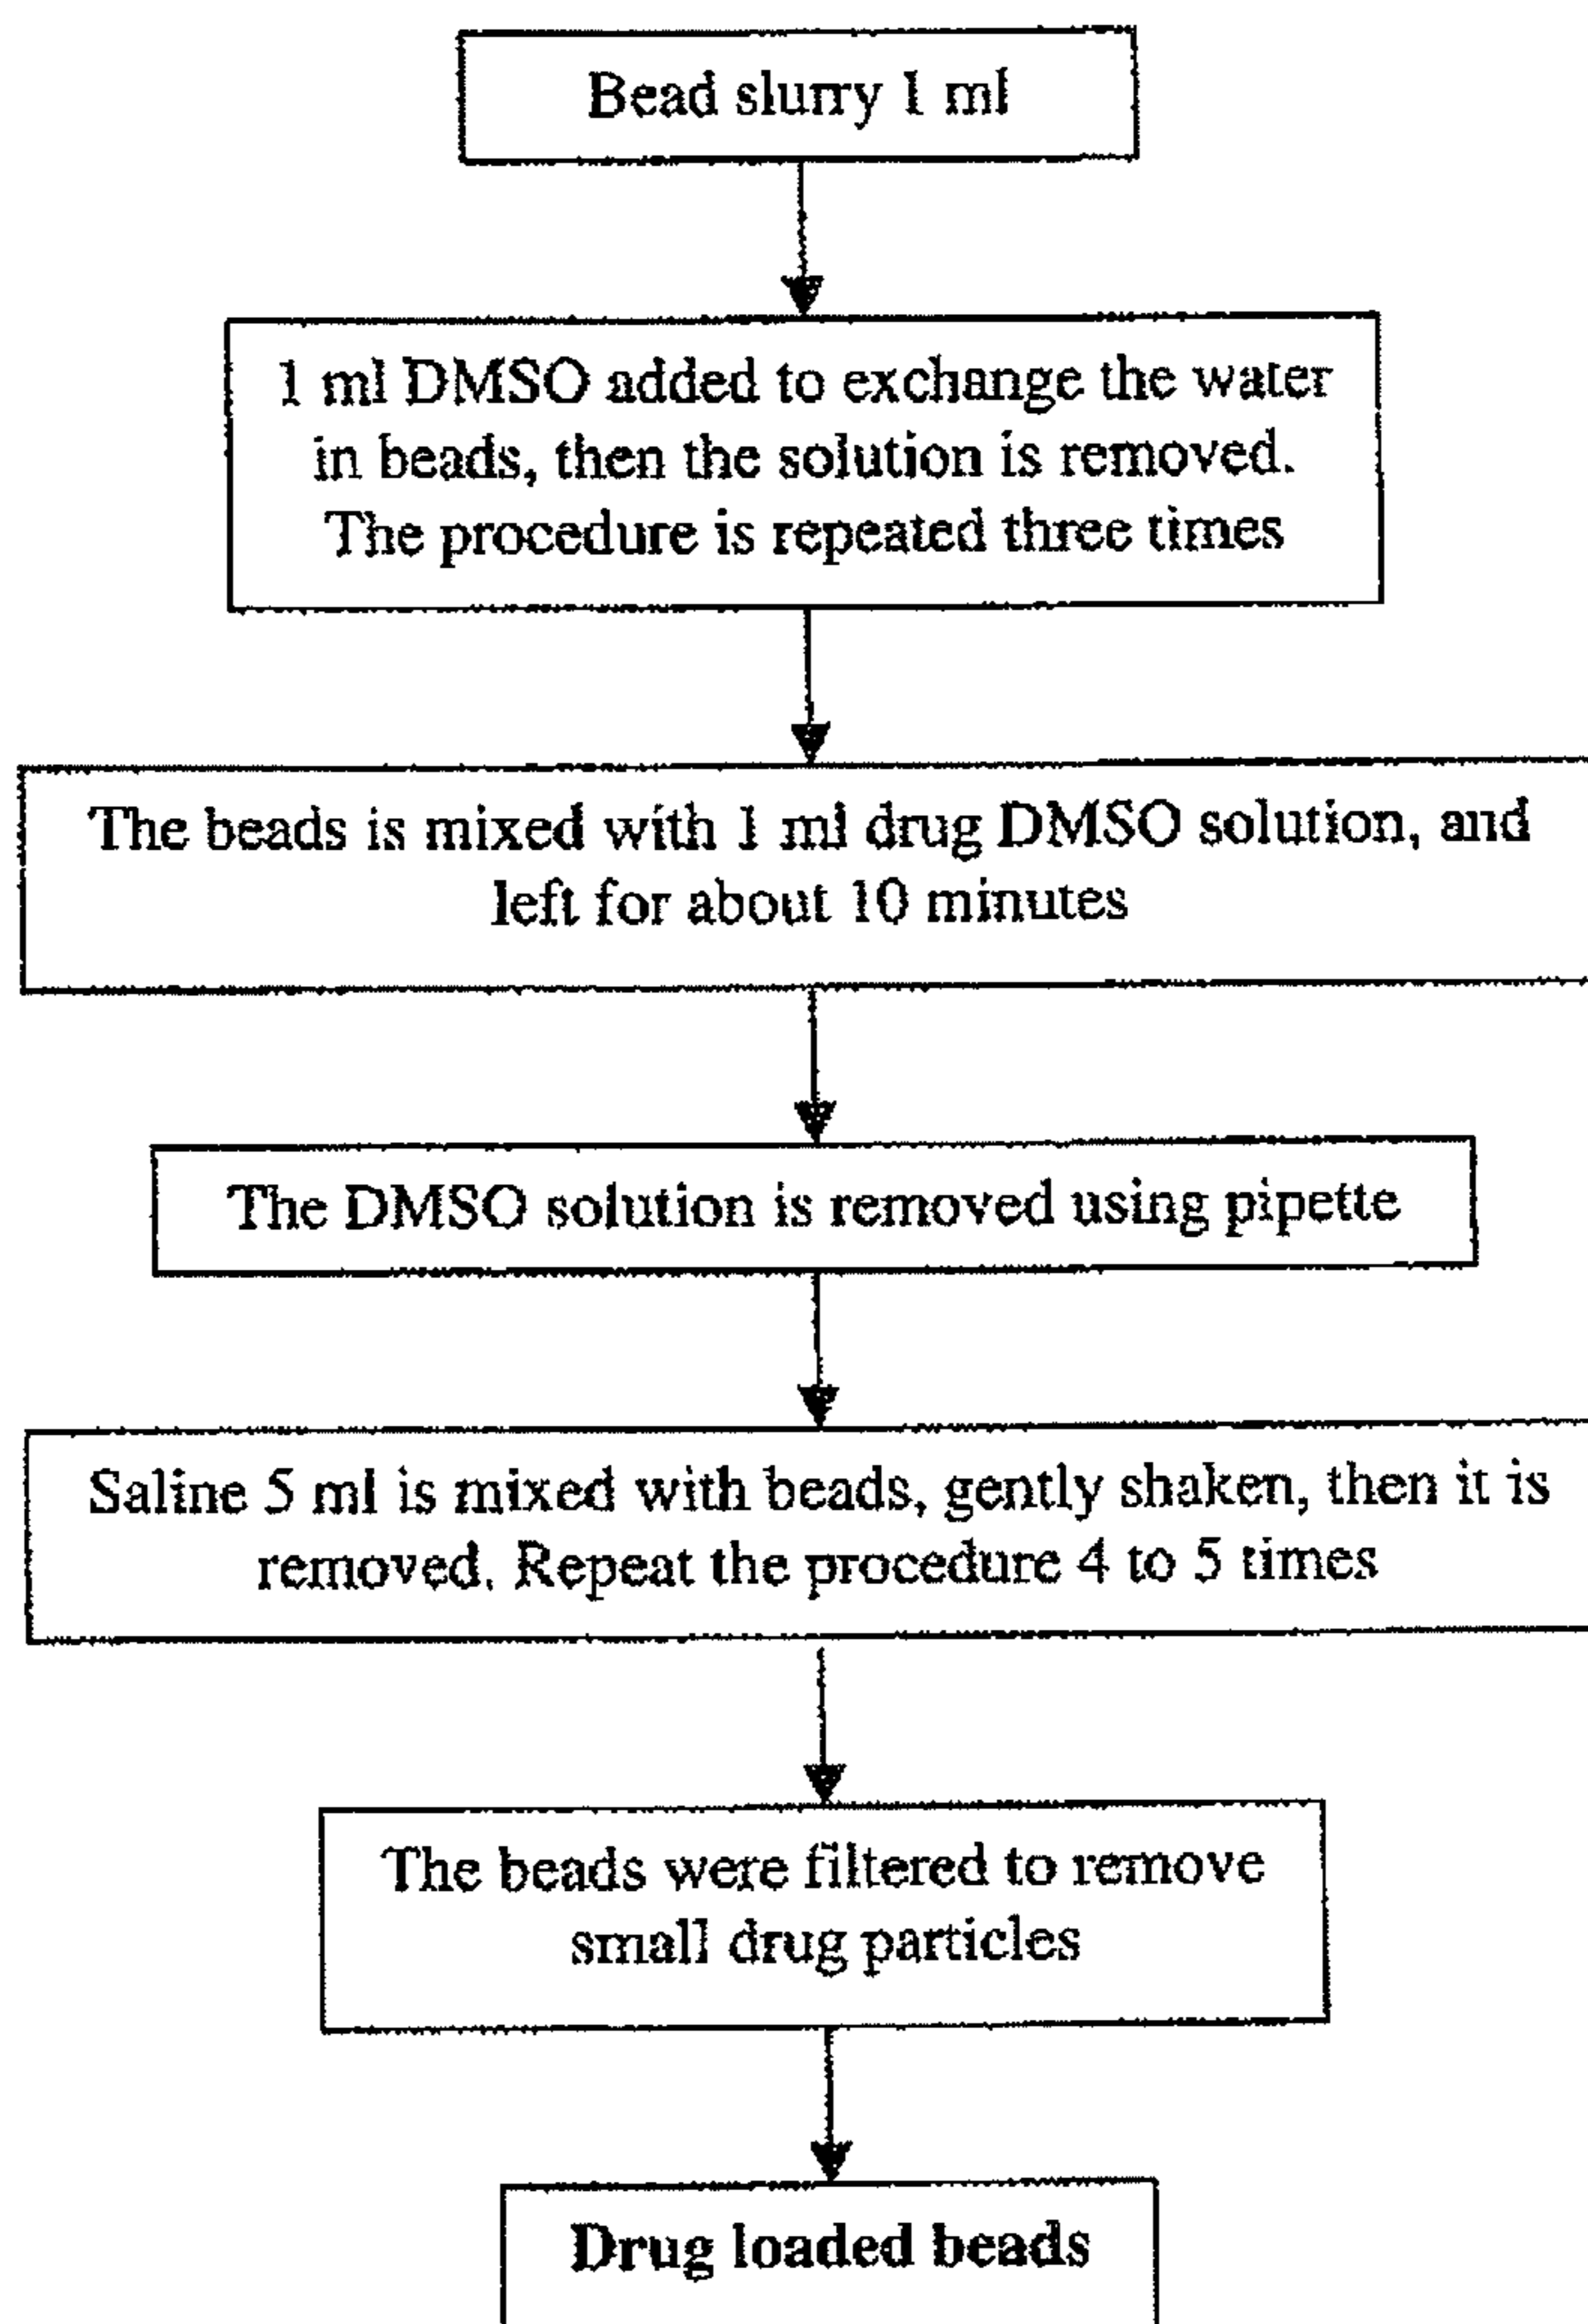 Bead slurry 1 ml
1 ml DMSO added to exchange the water
in beads, then the solution is removed.
The procedure is repeated three times
The beads is mixed with 1 ml drug DMSO solution, and
left for about 10 minutes
The DMSO solution is removed using pipette
Saline 5 ml is mixed with beads, gently shaken, then it is
removed. Repeat the procedure 4 to 5 times
The beads were filtered to remove
small drug particles
Drug loaded beads